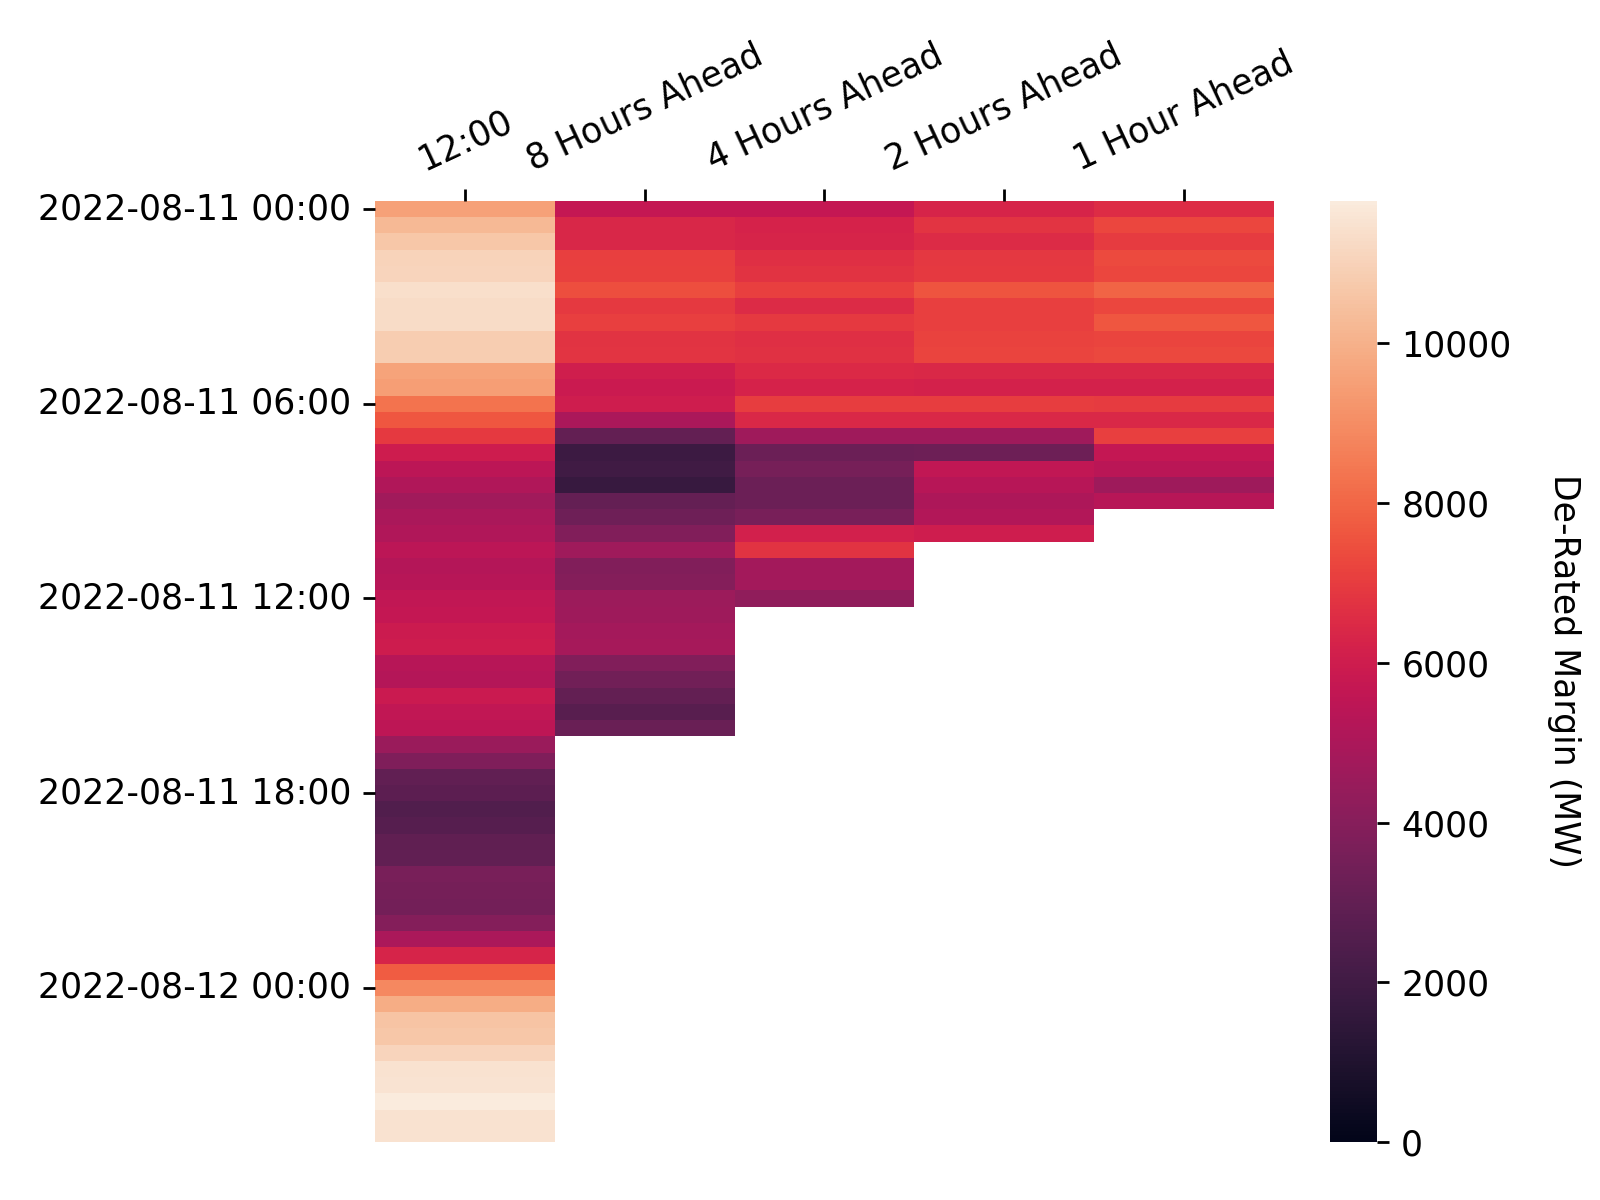 12:00
8 Hours Ahead
4 Hours Ahead
2 Hours Ahead
1 Hour Ahead
2022-08-11 00:00
2022-08-11 06:00
2022-08-11 12:00
2022-08-11 18:00
2022-08-12 00:00
10000
8000
6000
4000
2000
0
De-Rated Margin (MW)